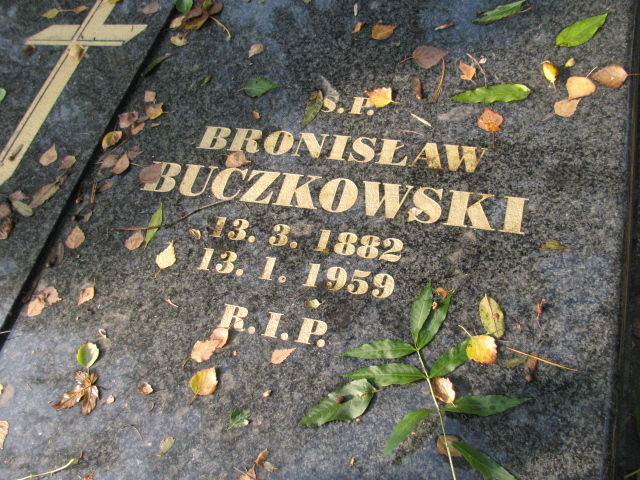 Ś.P.
BRONISŁAW
BUCZKOWSKI
13. 3. 1882
13. 1. 1959
R.I.P.